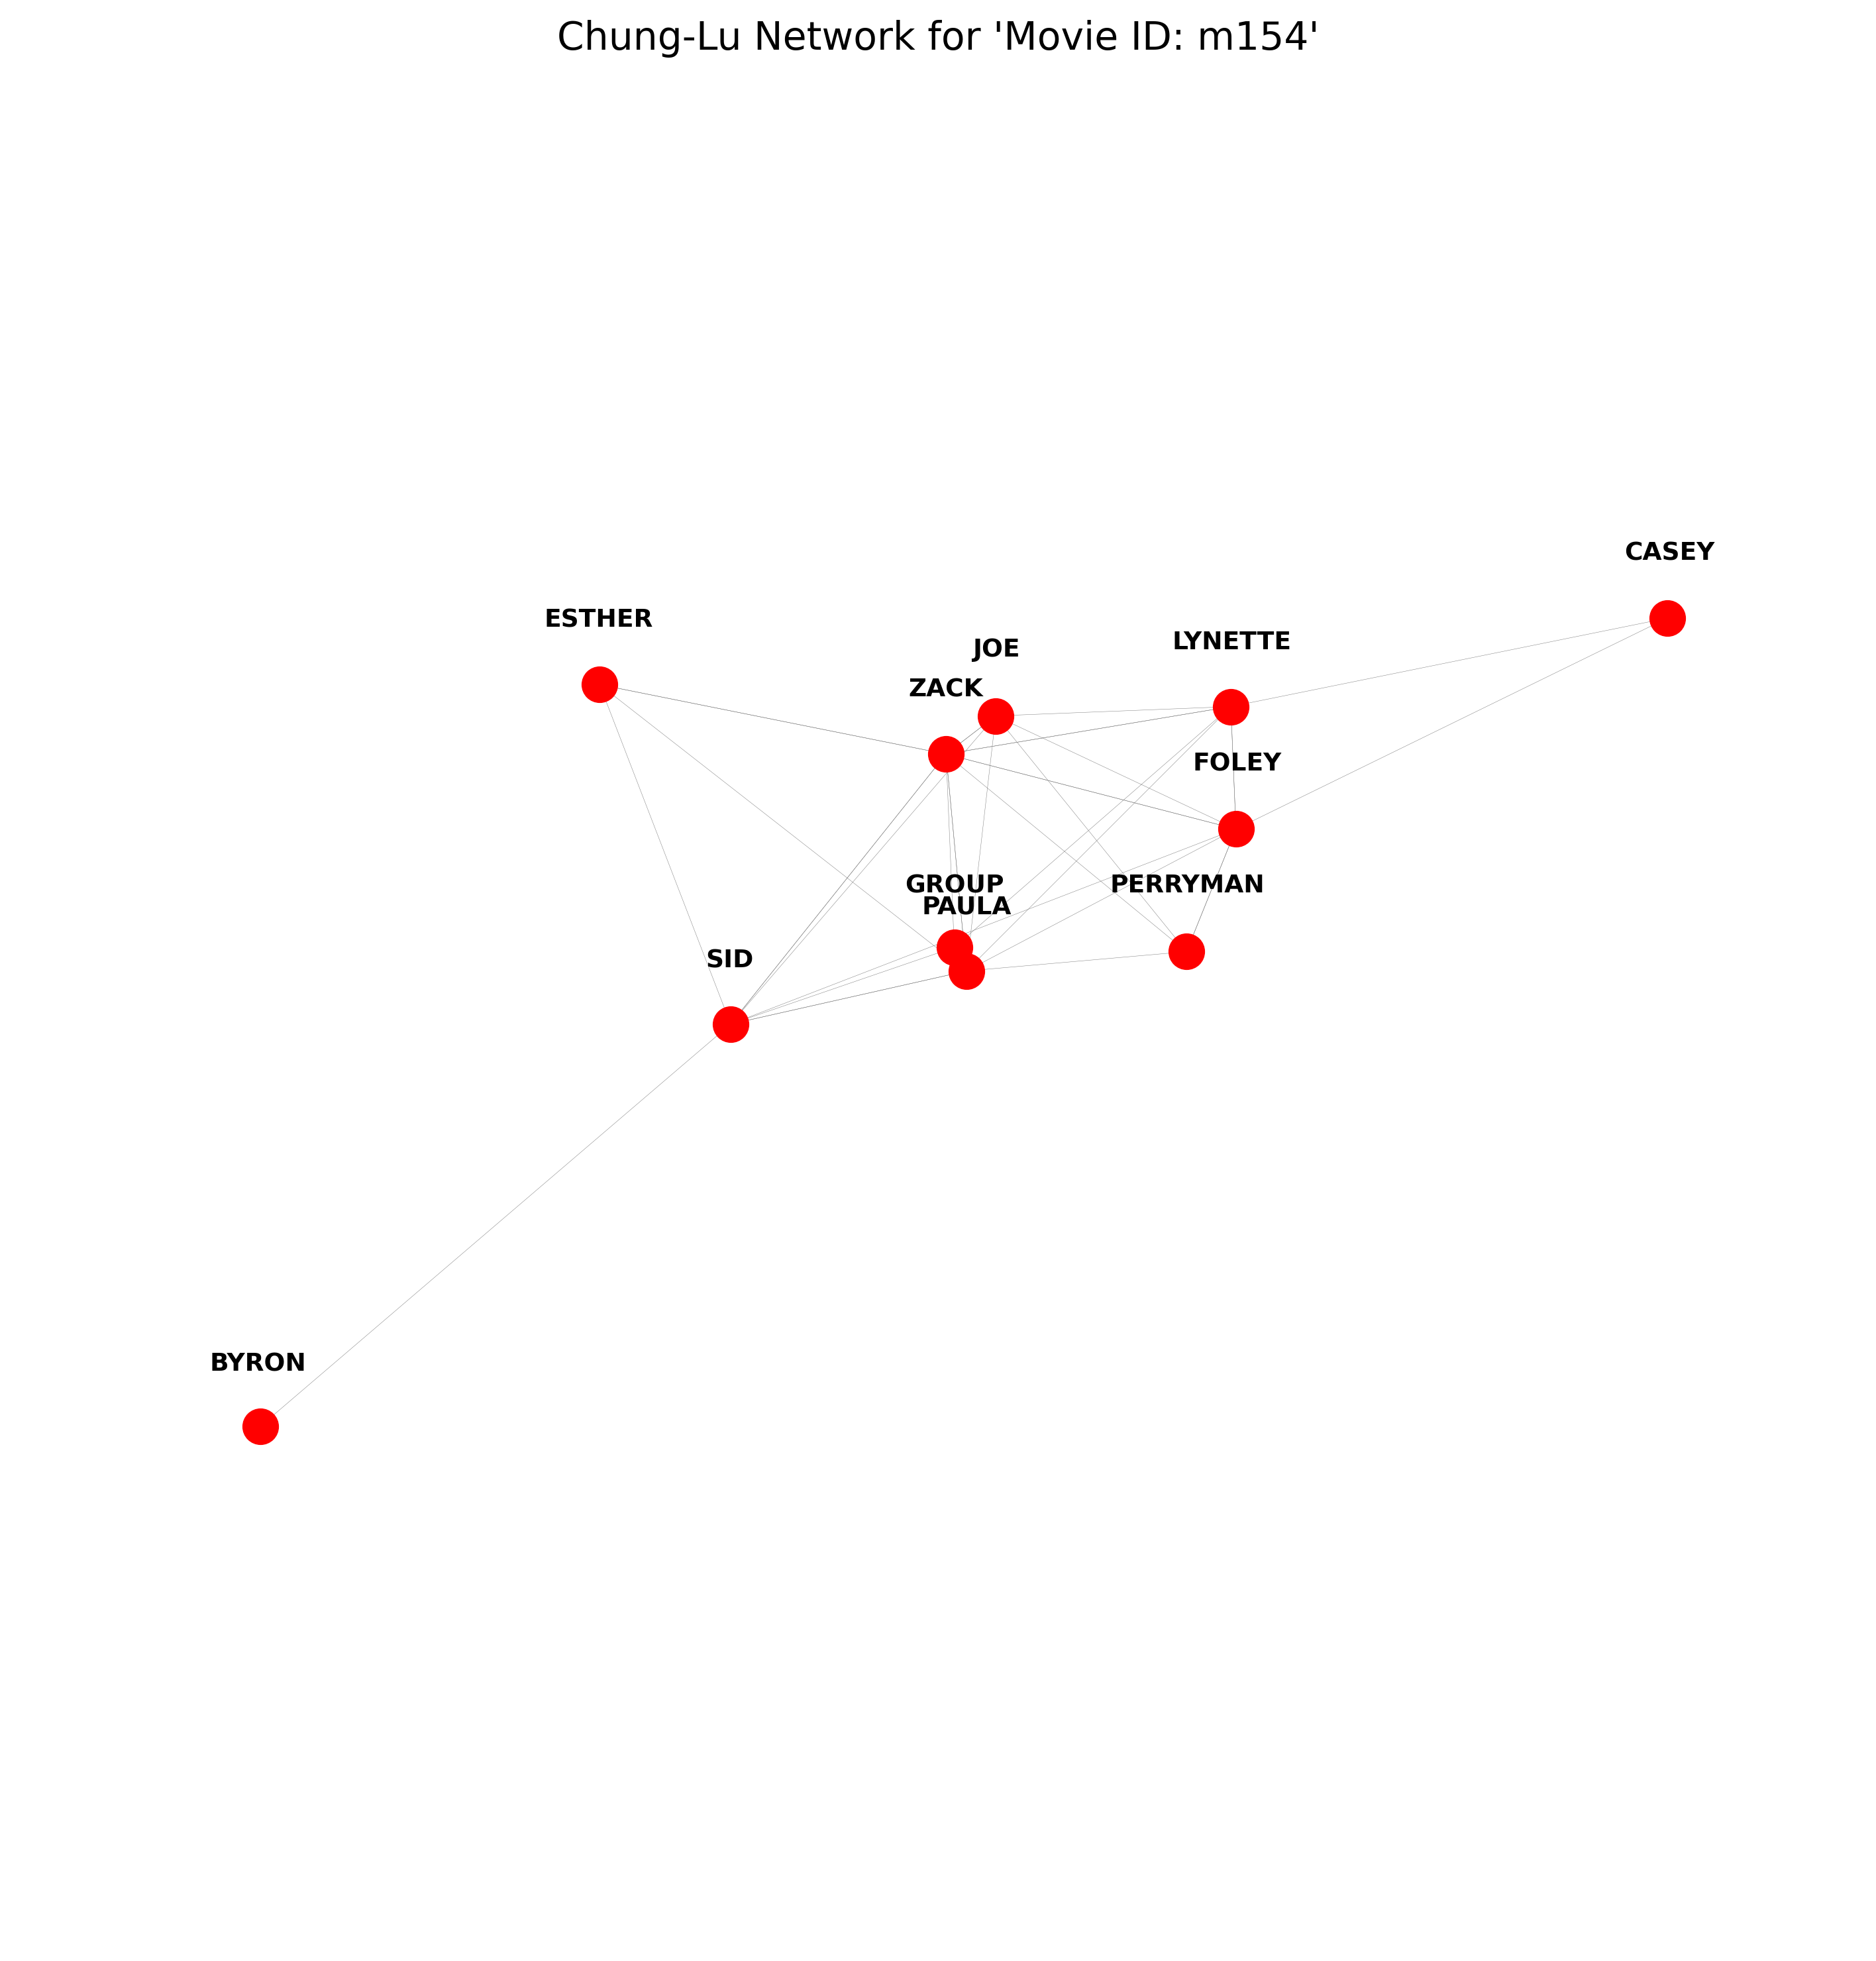 Chung-Lu Network for 'Movie ID: m154'
CASEY
ESTHER
LYNETTE
JOE
ZACK
FOLEY
GROUP
PERRYMAN
PAULA
SID
BYRON